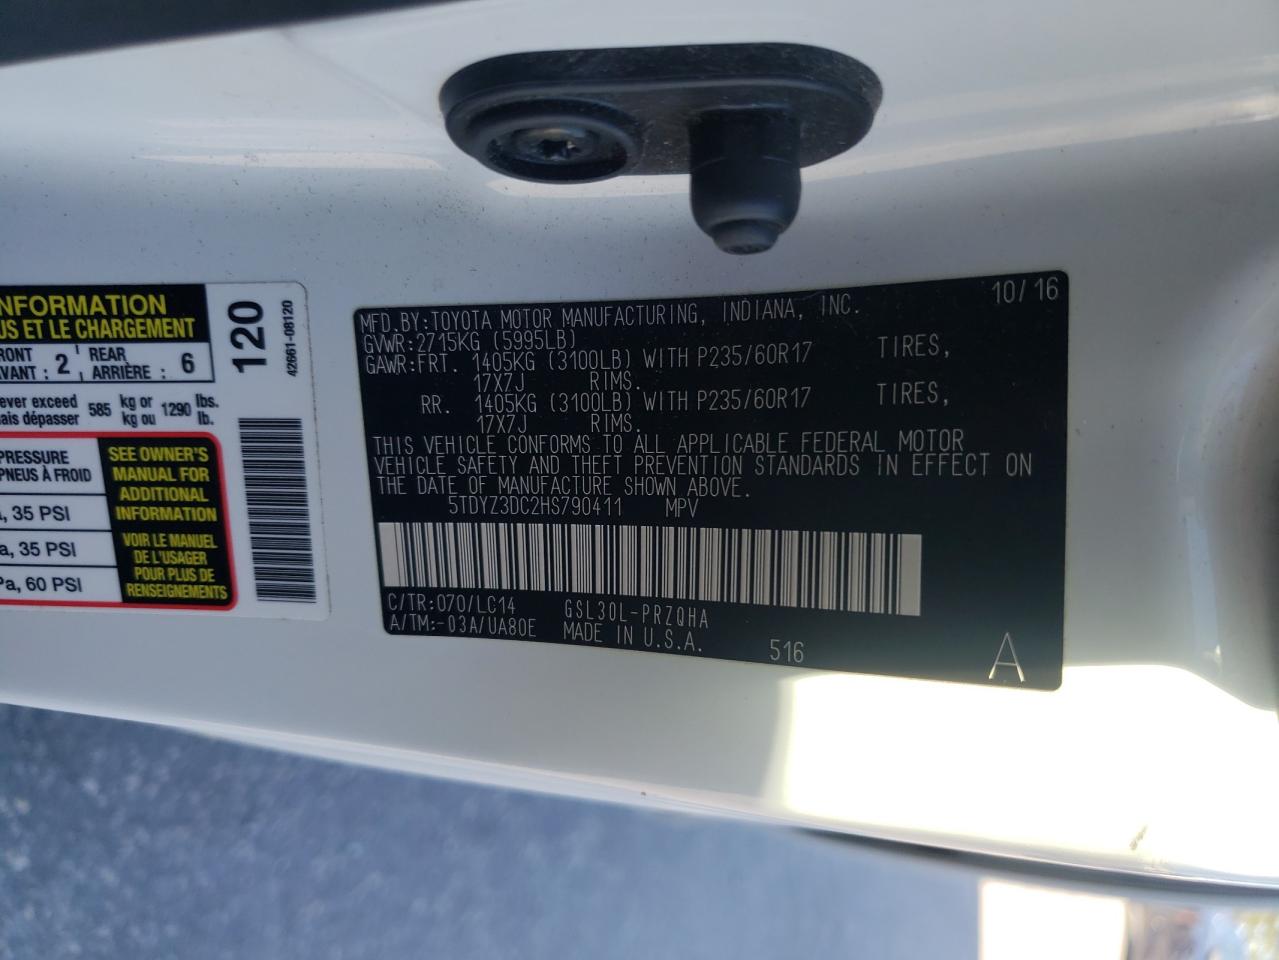 NFORMATION
US ET LE CHARGEMENT
RONT
VANT : 2
REAR
ARRIÈRE : 6
ever exceed
ais dépasser
585 kg or
kg ou
1290 lbs.
lb.
PRESSURE
PNEUS À FROID
, 35 PSI
a, 35 PSI
Pa, 60 PSI
SEE OWNER'S
MANUAL FOR
ADDITIONAL
INFORMATION
VOIR LE MANUEL
DE L'USAGER
POUR PLUS DE
RENSEIGNEMENTS
120
42661-08120
10/16
MFD.BY:TOYOTA MOTOR MANUFACTURING, INDIANA, INC.
GVWR:2715KG (5995LB)
GAWR:FRT. 1405KG (3100LB) WITH P235/60R17 TIRES,
17X7J RIMS.
RR. 1405KG (3100LB) WITH P235/60R17 TIRES,
17X7J RIMS.
THIS VEHICLE CONFORMS TO ALL APPLICABLE FEDERAL MOTOR
VEHICLE SAFETY AND THEFT PREVENTION STANDARDS IN EFFECT ON
THE DATE OF MANUFACTURE SHOWN ABOVE.
5TDYZ3DC2HS790411 MPV
C/TR:070/LC14 GSL30L-PRZQHA
A/TM:-03A/UA80E MADE IN U.S.A. 516
A